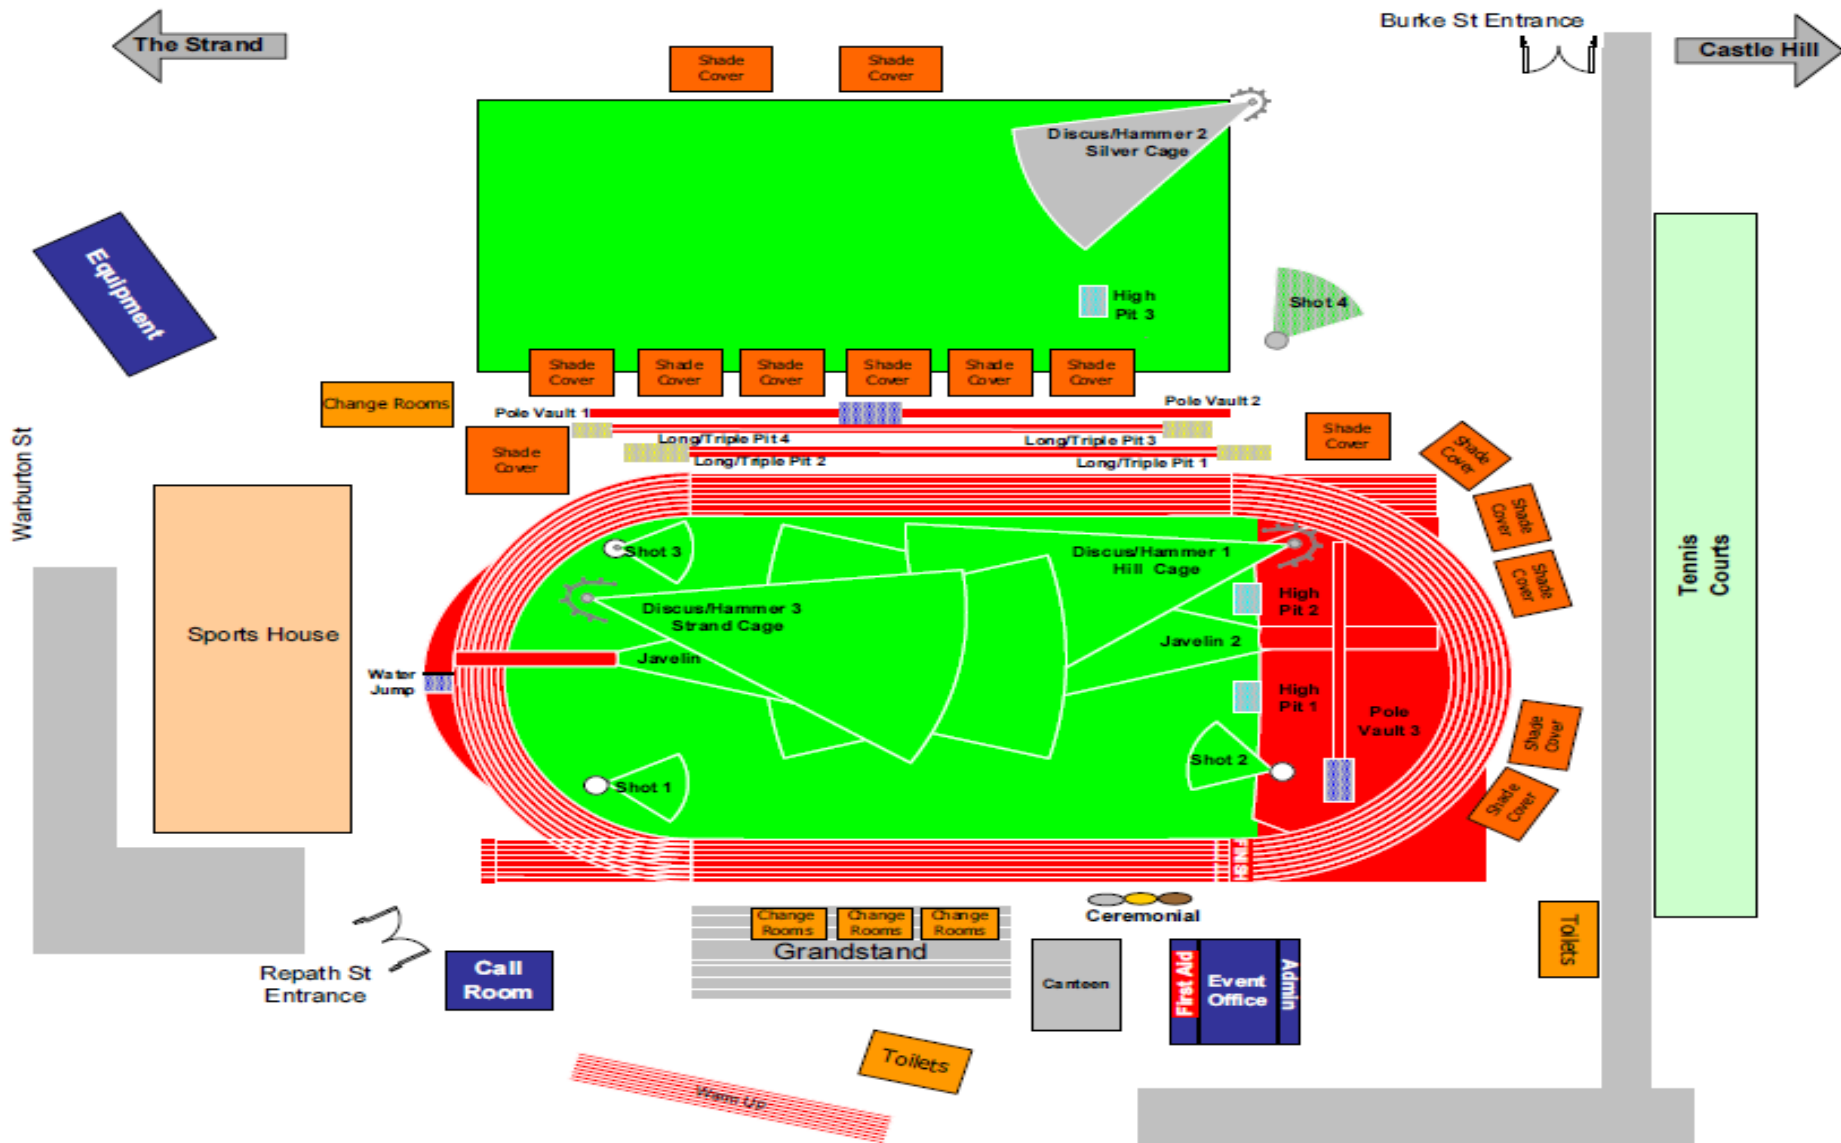 Burke St Entrance
The Strand
Castle Hill
Shade
Cover
Shade
Cover
Discus/Hammer 2
Silver Cage
Equipment
High
Pit 3
Shot 4
Shade
Cover
Shade
Cover
Shade
Cover
Shade
Cover
Shade
Cover
Shade
Cover
Change Rooms
Pole Vault 1
Pole Vault 2
Long/Triple Pit 4
Long/Triple Pit 3
Long/Triple Pit 2
Long/Triple Pit 1
Shade
Cover
Shade
Cover
Shade
Cover
Shade
Cover
Shade
Cover
Warburton St
Tennis
Courts
Shot 3
Discus/Hammer 1
Hill Cage
Discus/Hammer 3
Strand Cage
High
Pit 2
Sports House
Javelin
Javelin 2
Water
Jump
High
Pit 1
Pole
Vault 3
Shade
Cover
Shot 1
Shot 2
Shade
Cover
FINISH
Change
Rooms
Change
Rooms
Change
Rooms
Ceremonial
Grandstand
Toilets
Repath St
Entrance
Call
Room
Canteen
First Aid
Event
Office
Admin
Toilets
Warm Up